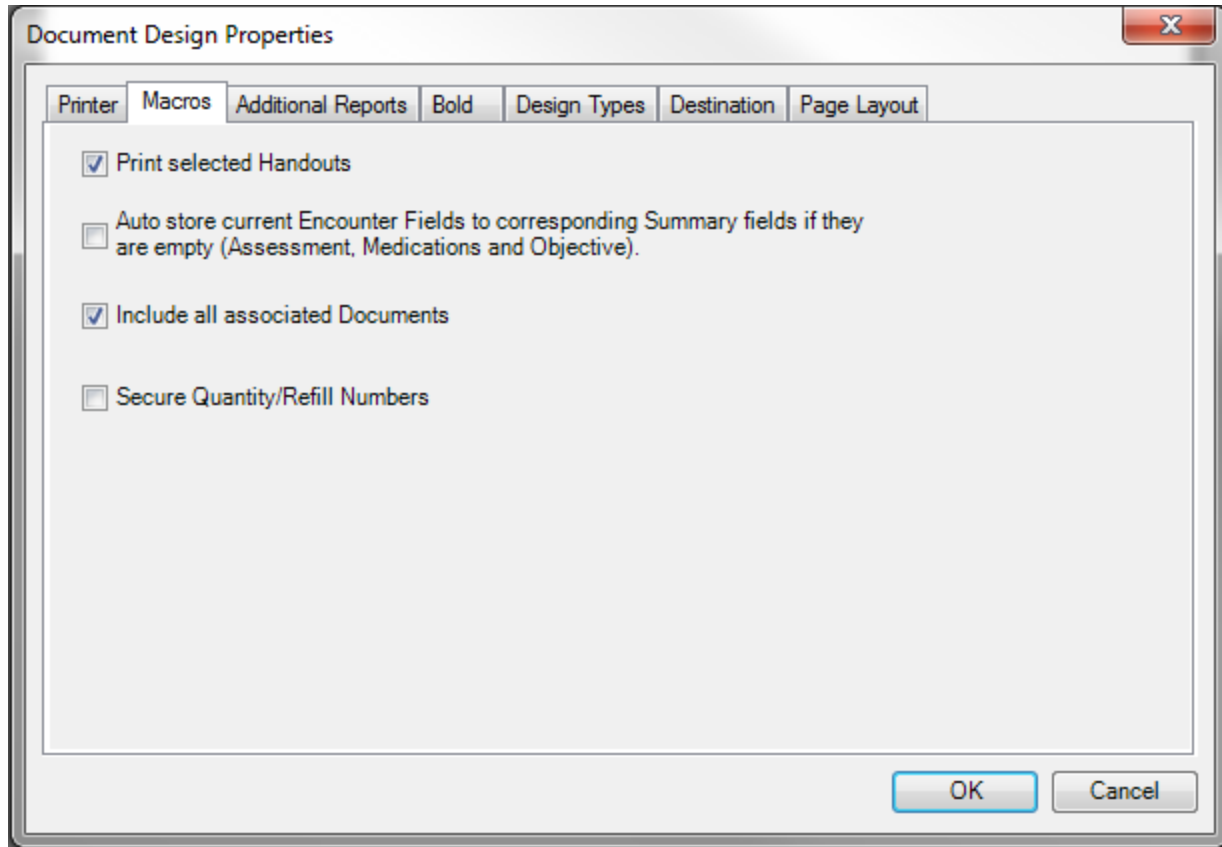 Document Design Properties
Printer Macros Additional Reports Bold Design Types Destination Page Layout
Print selected Handouts
Auto store current Encounter Fields to corresponding Summary fields if they
are empty (Assessment, Medications and Objective).
Include all associated Documents
Secure Quantity/Refill Numbers
OK Cancel